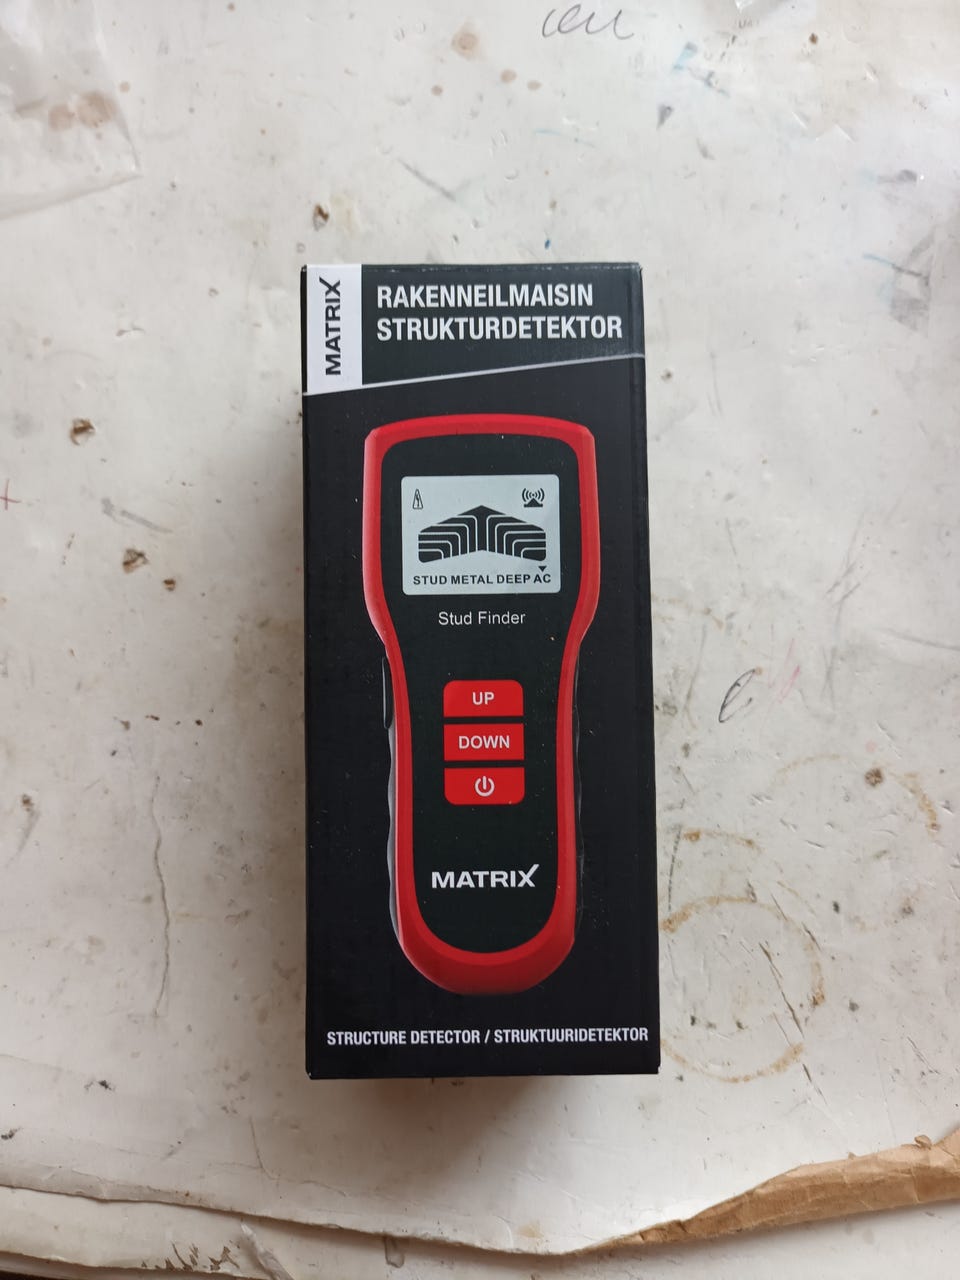 MATRIX
RAKENNEILMAISIN
STRUKTURDETEKTOR
STUD METAL DEEP AC
Stud Finder
UP
DOWN
MATRIX
STRUCTURE DETECTOR / STRUKTUURIDETEKTOR